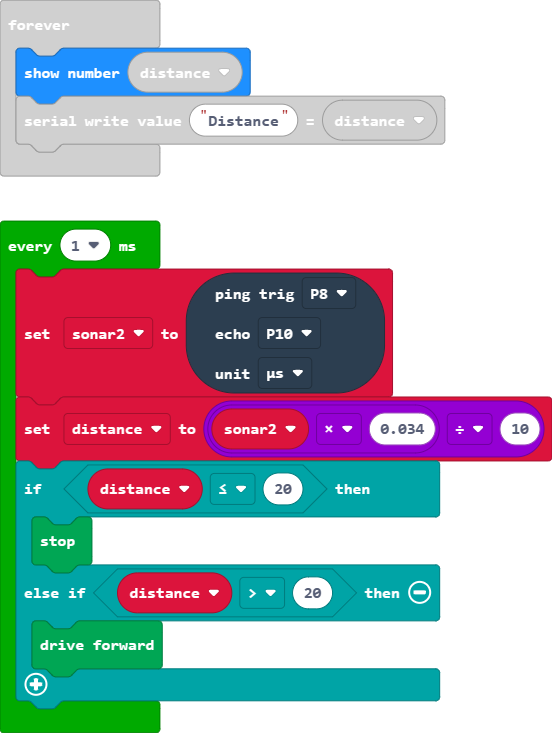 forever
show number distance
serial write value "Distance" = distance
every 1 ms
ping trig P8
set sonar2 to echo P10
unit μs
set distance to sonar2 × 0.034 ÷ 10
if distance ≤ 20 then
stop
else if distance > 20 then
drive forward